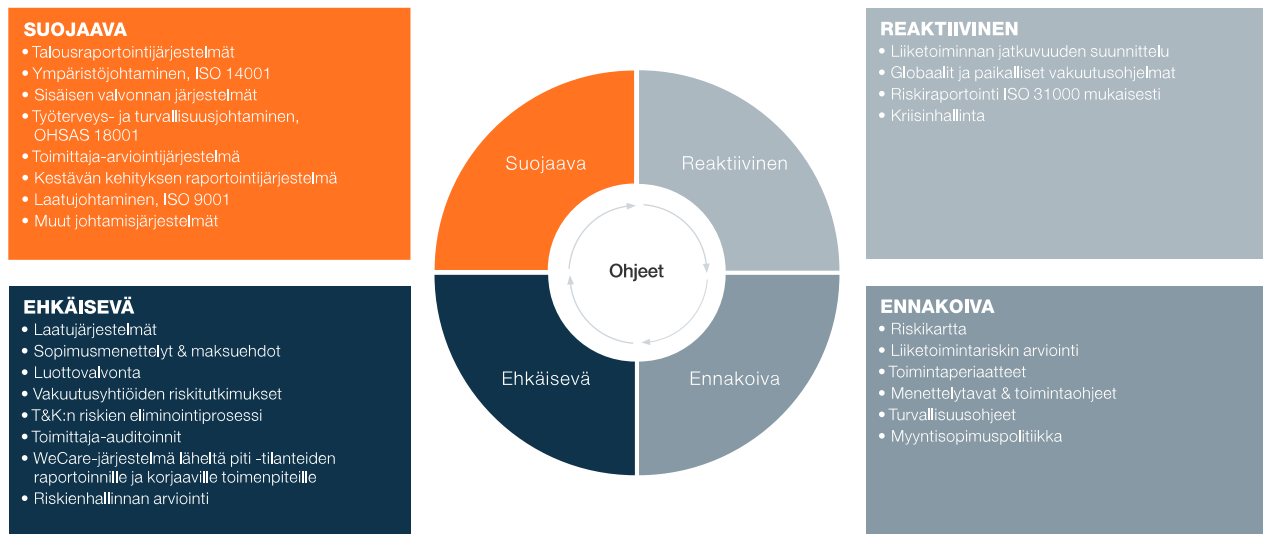 SUOJAAVA
• Talousraportointijärjestelmät
• Ympäristöjohtaminen, ISO 14001
• Sisäisen valvonnan järjestelmät
• Työterveys- ja turvallisuusjohtaminen,
OHSAS 18001
• Toimittaja-arviointijärjestelmä
• Kestävän kehityksen raportointijärjestelmä
• Laatujohtaminen, ISO 9001
• Muut johtamisjärjestelmät
EHKÄISEVÄ
• Laatujärjestelmät
• Sopimusmenettelyt & maksuehdot
• Luottovalvonta
• Vakuutusyhtiöiden riskitutkimukset
• T&K:n riskien eliminointiprosessi
• Toimittaja-auditoinnit
• WeCare-järjestelmä läheltä piti -tilanteiden
raportoinnille ja korjaaville toimenpiteille
• Riskienhallinnan arviointi
Suojaava
Reaktiivinen
Ohjeet
Ehkäisevä
Ennakoiva
REAKTIIVINEN
• Liiketoiminnan jatkuvuuden suunnittelu
• Globaalit ja paikalliset vakuutusohjelmat
• Riskiraportointi ISO 31000 mukaisesti
• Kriisinhallinta
ENNAKOIVA
• Riskikartta
• Liiketoimintariskin arviointi
• Toimintaperiaatteet
• Menettelytavat & toimintaohjeet
• Turvallisuusohjeet
• Myyntisopimuspolitiikka